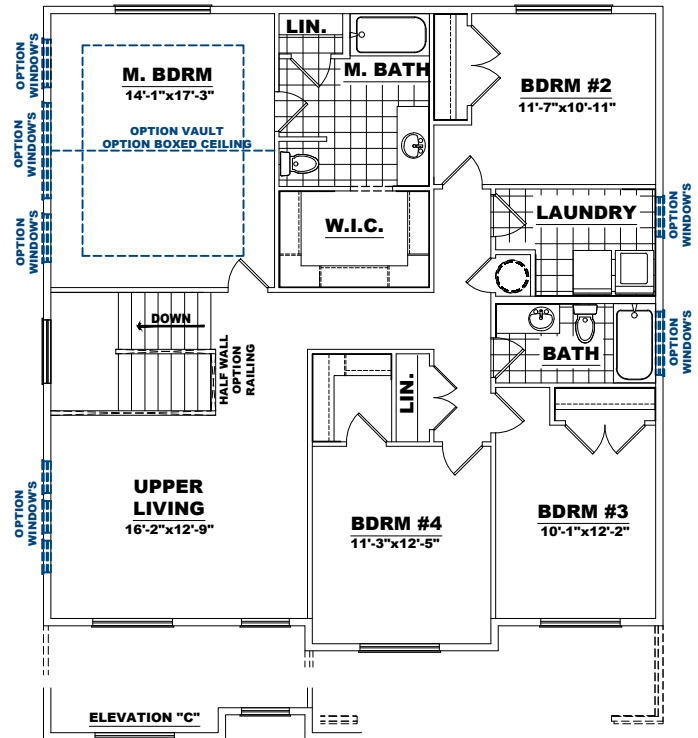 LIN.
M. BDRM
14'-1"x17'-3"
M. BATH
BDRM #2
11'-7"x10'-11"
OPTION
WINDOW'S
OPTION
WINDOW'S
OPTION
WINDOW'S
OPTION VAULT
OPTION BOXED CEILING
W.I.C.
LAUNDRY
OPTION
WINDOW'S
DOWN
HALF WALL
OPTION
RAILING
BATH
OPTION
WINDOW'S
LIN.
UPPER
LIVING
16'-2"x12'-9"
OPTION
WINDOW'S
BDRM #4
11'-3"x12'-5"
BDRM #3
10'-1"x12'-2"
ELEVATION "C"